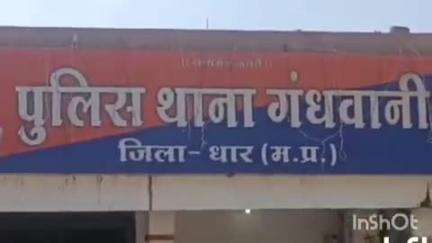 पुलिस थाना गंधवानी
जिला- धार (म.प्र.)
InShOt